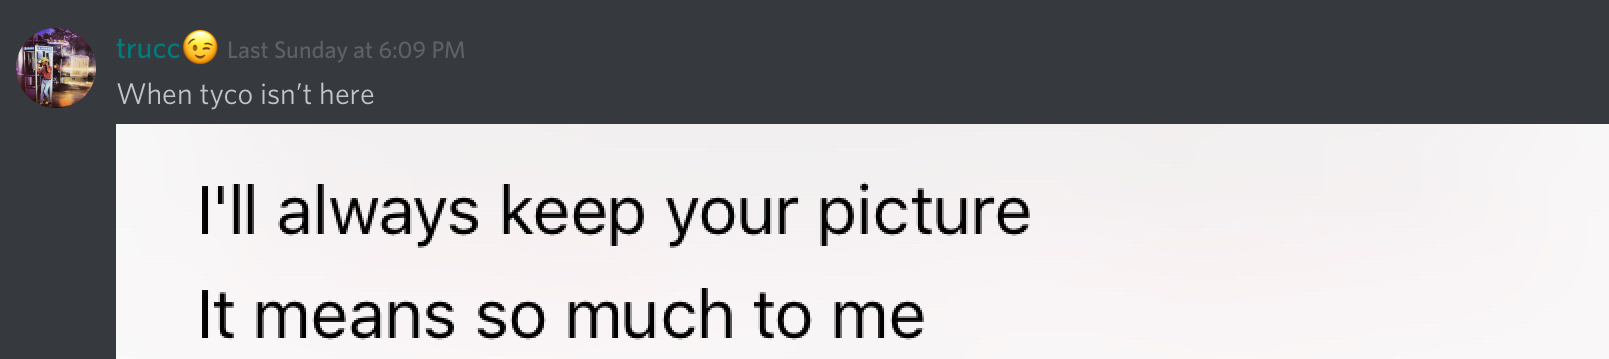 trucc😉 Last Sunday at 6:09 PM
When tyco isn’t here
I'll always keep your picture
It means so much to me